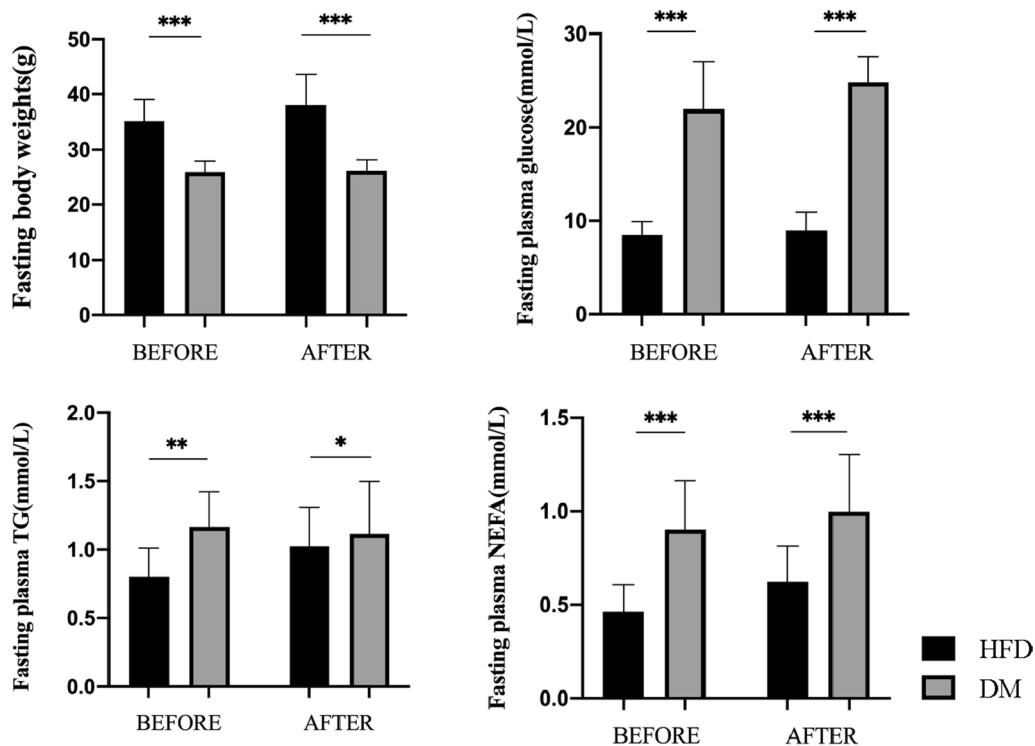 Fasting body weights(g)
50
40
30
20
10
0
***
***
BEFORE
AFTER
Fasting plasma glucose(mmol/L)
30
20
10
0
***
***
BEFORE
AFTER
Fasting plasma TG(mmol/L)
2.0
1.5
1.0
0.5
0.0
**
*
BEFORE
AFTER
Fasting plasma NEFA(mmol/L)
1.5
1.0
0.5
0.0
***
***
BEFORE
AFTER
HFD
DM